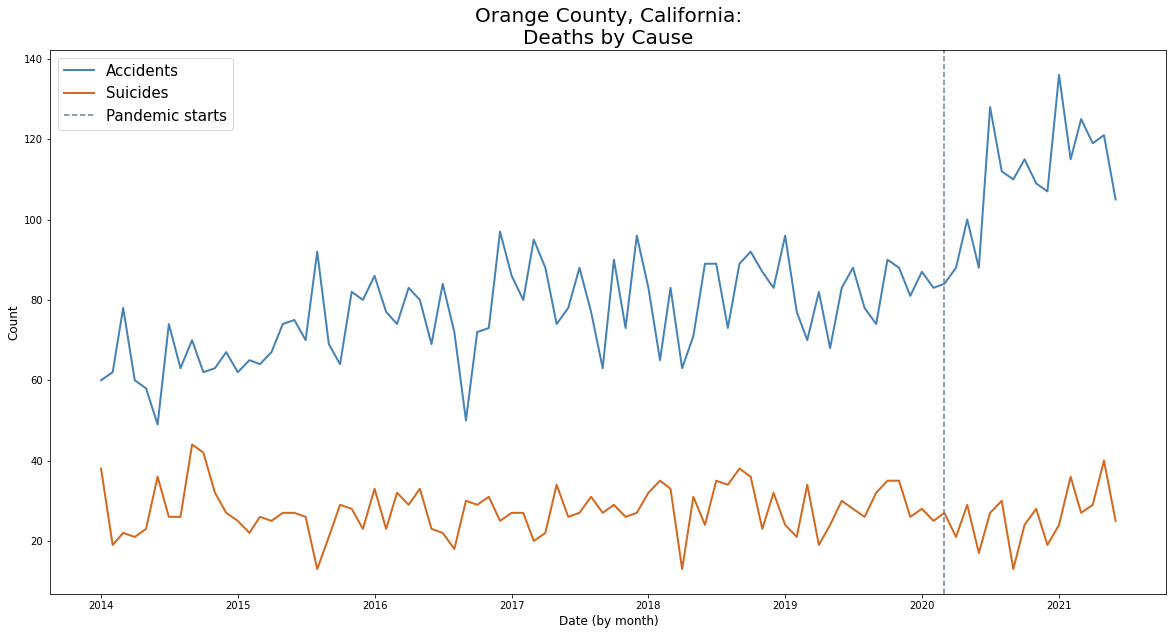 Orange County, California:
Deaths by Cause
Accidents
Suicides
Pandemic starts
140
120
100
80
60
40
20
Count
2014
2015
2016
2017
2018
2019
2020
2021
Date (by month)